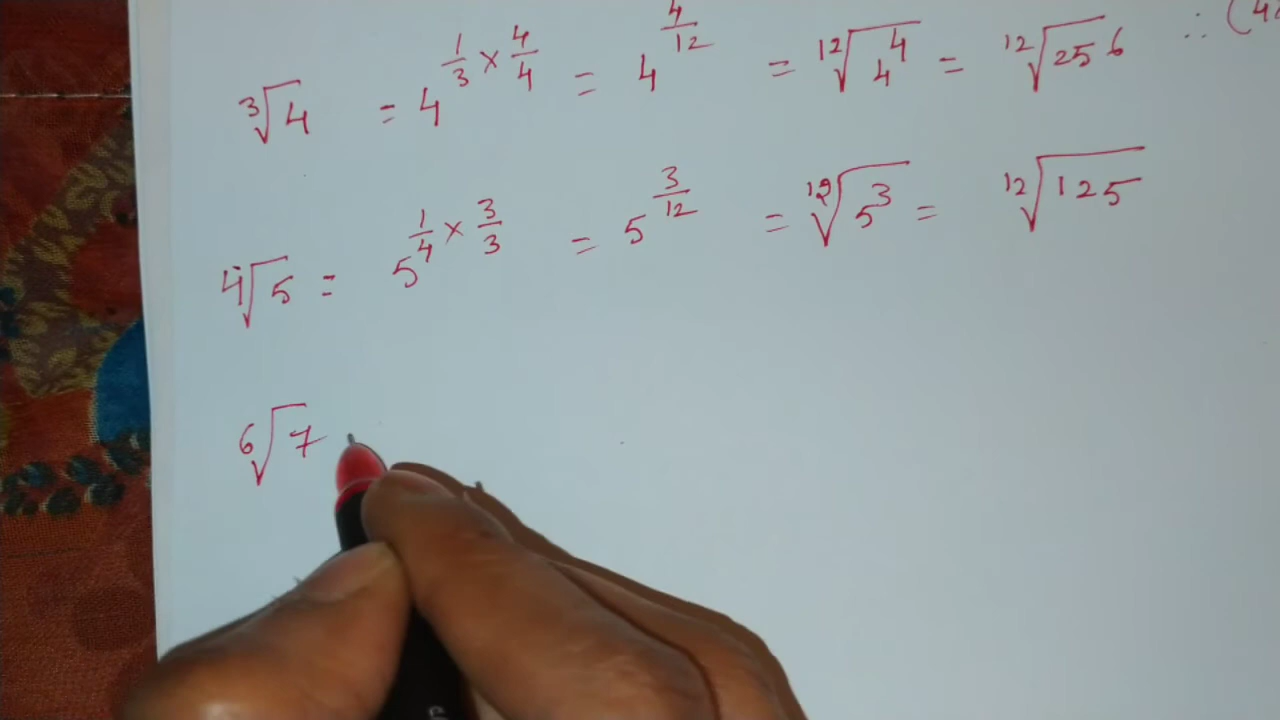 ∛4 = 4^(1/3 × 4/4) = 4^(4/12) = ¹²√(4⁴) = ¹²√256 ∴ (4
∜5 = 5^(1/4 × 3/3) = 5^(3/12) = ¹²√(5³) = ¹²√125
⁶√7